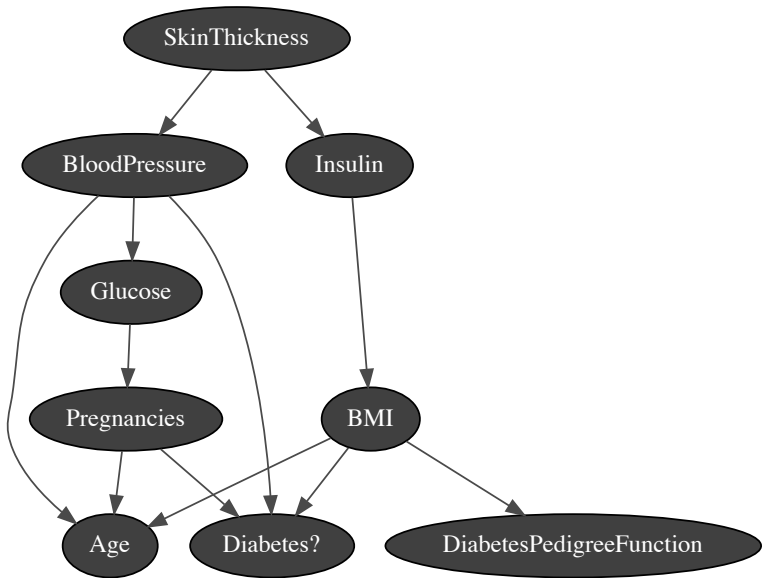 SkinThickness
BloodPressure
Insulin
Glucose
Pregnancies
BMI
Age
Diabetes?
DiabetesPedigreeFunction